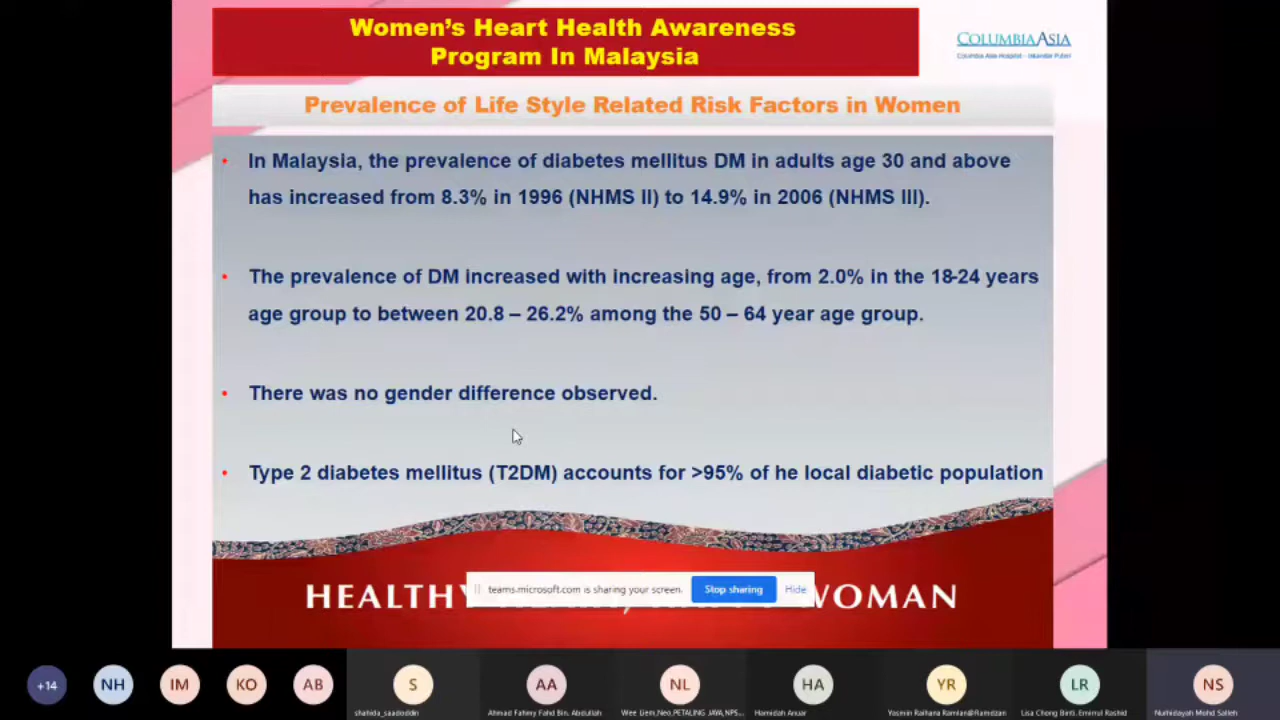 Women's Heart Health Awareness
Program In Malaysia
COLUMBIAASIA
Columbia Asia Hospital - Iskandar Puteri
Prevalence of Life Style Related Risk Factors in Women
• In Malaysia, the prevalence of diabetes mellitus DM in adults age 30 and above
has increased from 8.3% in 1996 (NHMS II) to 14.9% in 2006 (NHMS III).
• The prevalence of DM increased with increasing age, from 2.0% in the 18-24 years
age group to between 20.8 – 26.2% among the 50 – 64 year age group.
• There was no gender difference observed.
• Type 2 diabetes mellitus (T2DM) accounts for >95% of he local diabetic population
HEALTHY WOMAN
teams.microsoft.com is sharing your screen.
Stop sharing
Hide
+14
NH
IM
KO
AB
S
AA
NL
HA
YR
LR
NS
shahida_saadoddin
Ahmad Fahmy Fahd Bin. Abdullah
Wee Liem,Neo,PETALING JAYA,NPS...
Hamidah Anuar
Yasmin Raihana Ramlan@Ramdzan
Lisa Chong Binti. Emirrul Rashid
Nurhidayah Mohd Salleh